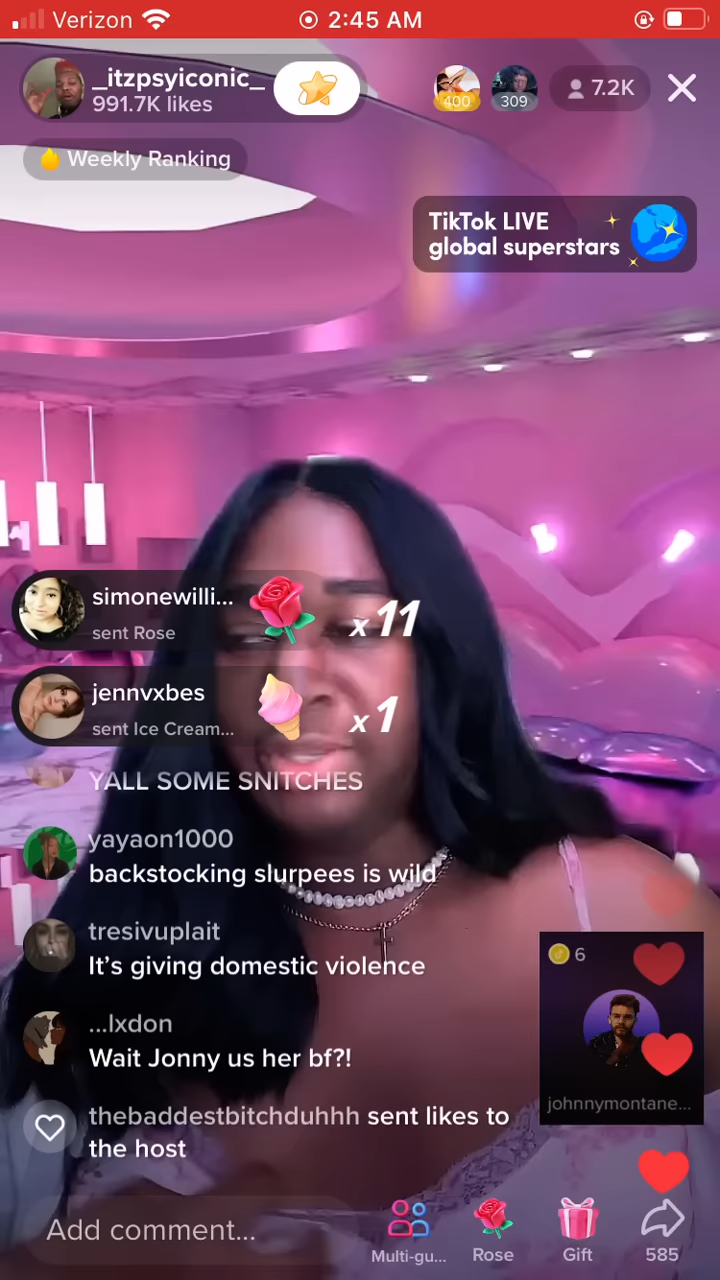 Verizon 2:45 AM
_itzpsyiconic_
991.7K likes
400
309
7.2K
Weekly Ranking
TikTok LIVE
global superstars
simonewilli...
sent Rose
x11
jennvxbes
sent Ice Cream...
x1
YALL SOME SNITCHES
yayaon1000
backstocking slurpees is wild
tresivuplait
It's giving domestic violence
6
...lxdon
Wait Jonny us her bf?!
johnnymontane...
thebaddestbitchduhhh sent likes to
the host
Add comment...
Multi-gu...
Rose
Gift
585